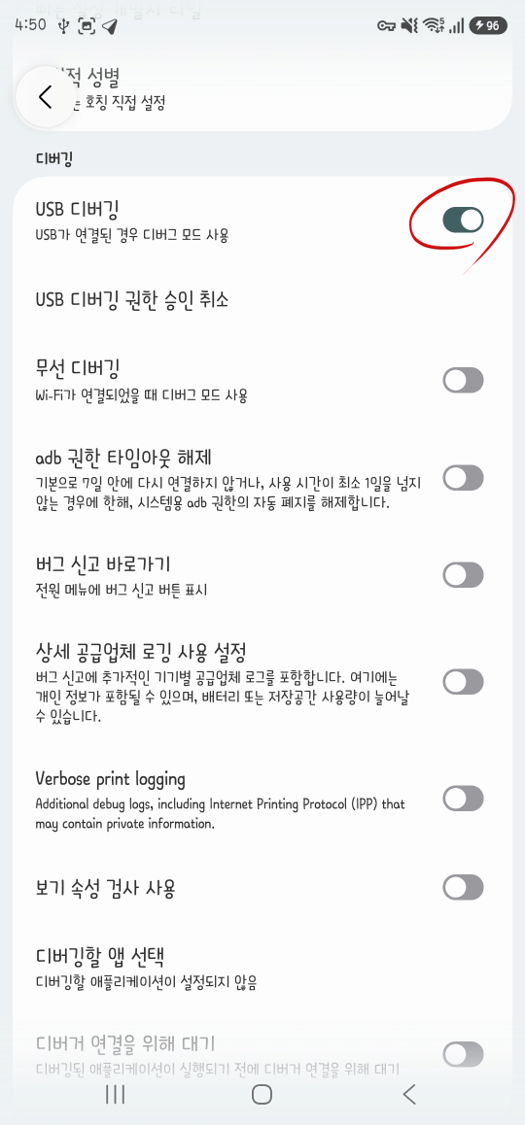 4:50
96
성별
호칭 직접 설정
디버깅
USB 디버깅
USB가 연결된 경우 디버그 모드 사용
USB 디버깅 권한 승인 취소
무선 디버깅
Wi-Fi가 연결되었을 때 디버그 모드 사용
adb 권한 타임아웃 해제
기본으로 7일 안에 다시 연결하지 않거나, 사용 시간이 최소 1일을 넘지
않는 경우에 한해, 시스템용 adb 권한의 자동 폐지를 해제합니다.
버그 신고 바로가기
전원 메뉴에 버그 신고 버튼 표시
상세 공급업체 로깅 사용 설정
버그 신고에 추가적인 기기별 공급업체 로그를 포함합니다. 여기에는
개인 정보가 포함될 수 있으며, 배터리 또는 저장공간 사용량이 늘어날
수 있습니다.
Verbose print logging
Additional debug logs, including Internet Printing Protocol (IPP) that
may contain private information.
보기 속성 검사 사용
디버깅할 앱 선택
디버깅할 애플리케이션이 설정되지 않음
디버거 연결을 위해 대기
디버깅된 애플리케이션이 실행되기 전에 디버거 연결을 위해 대기